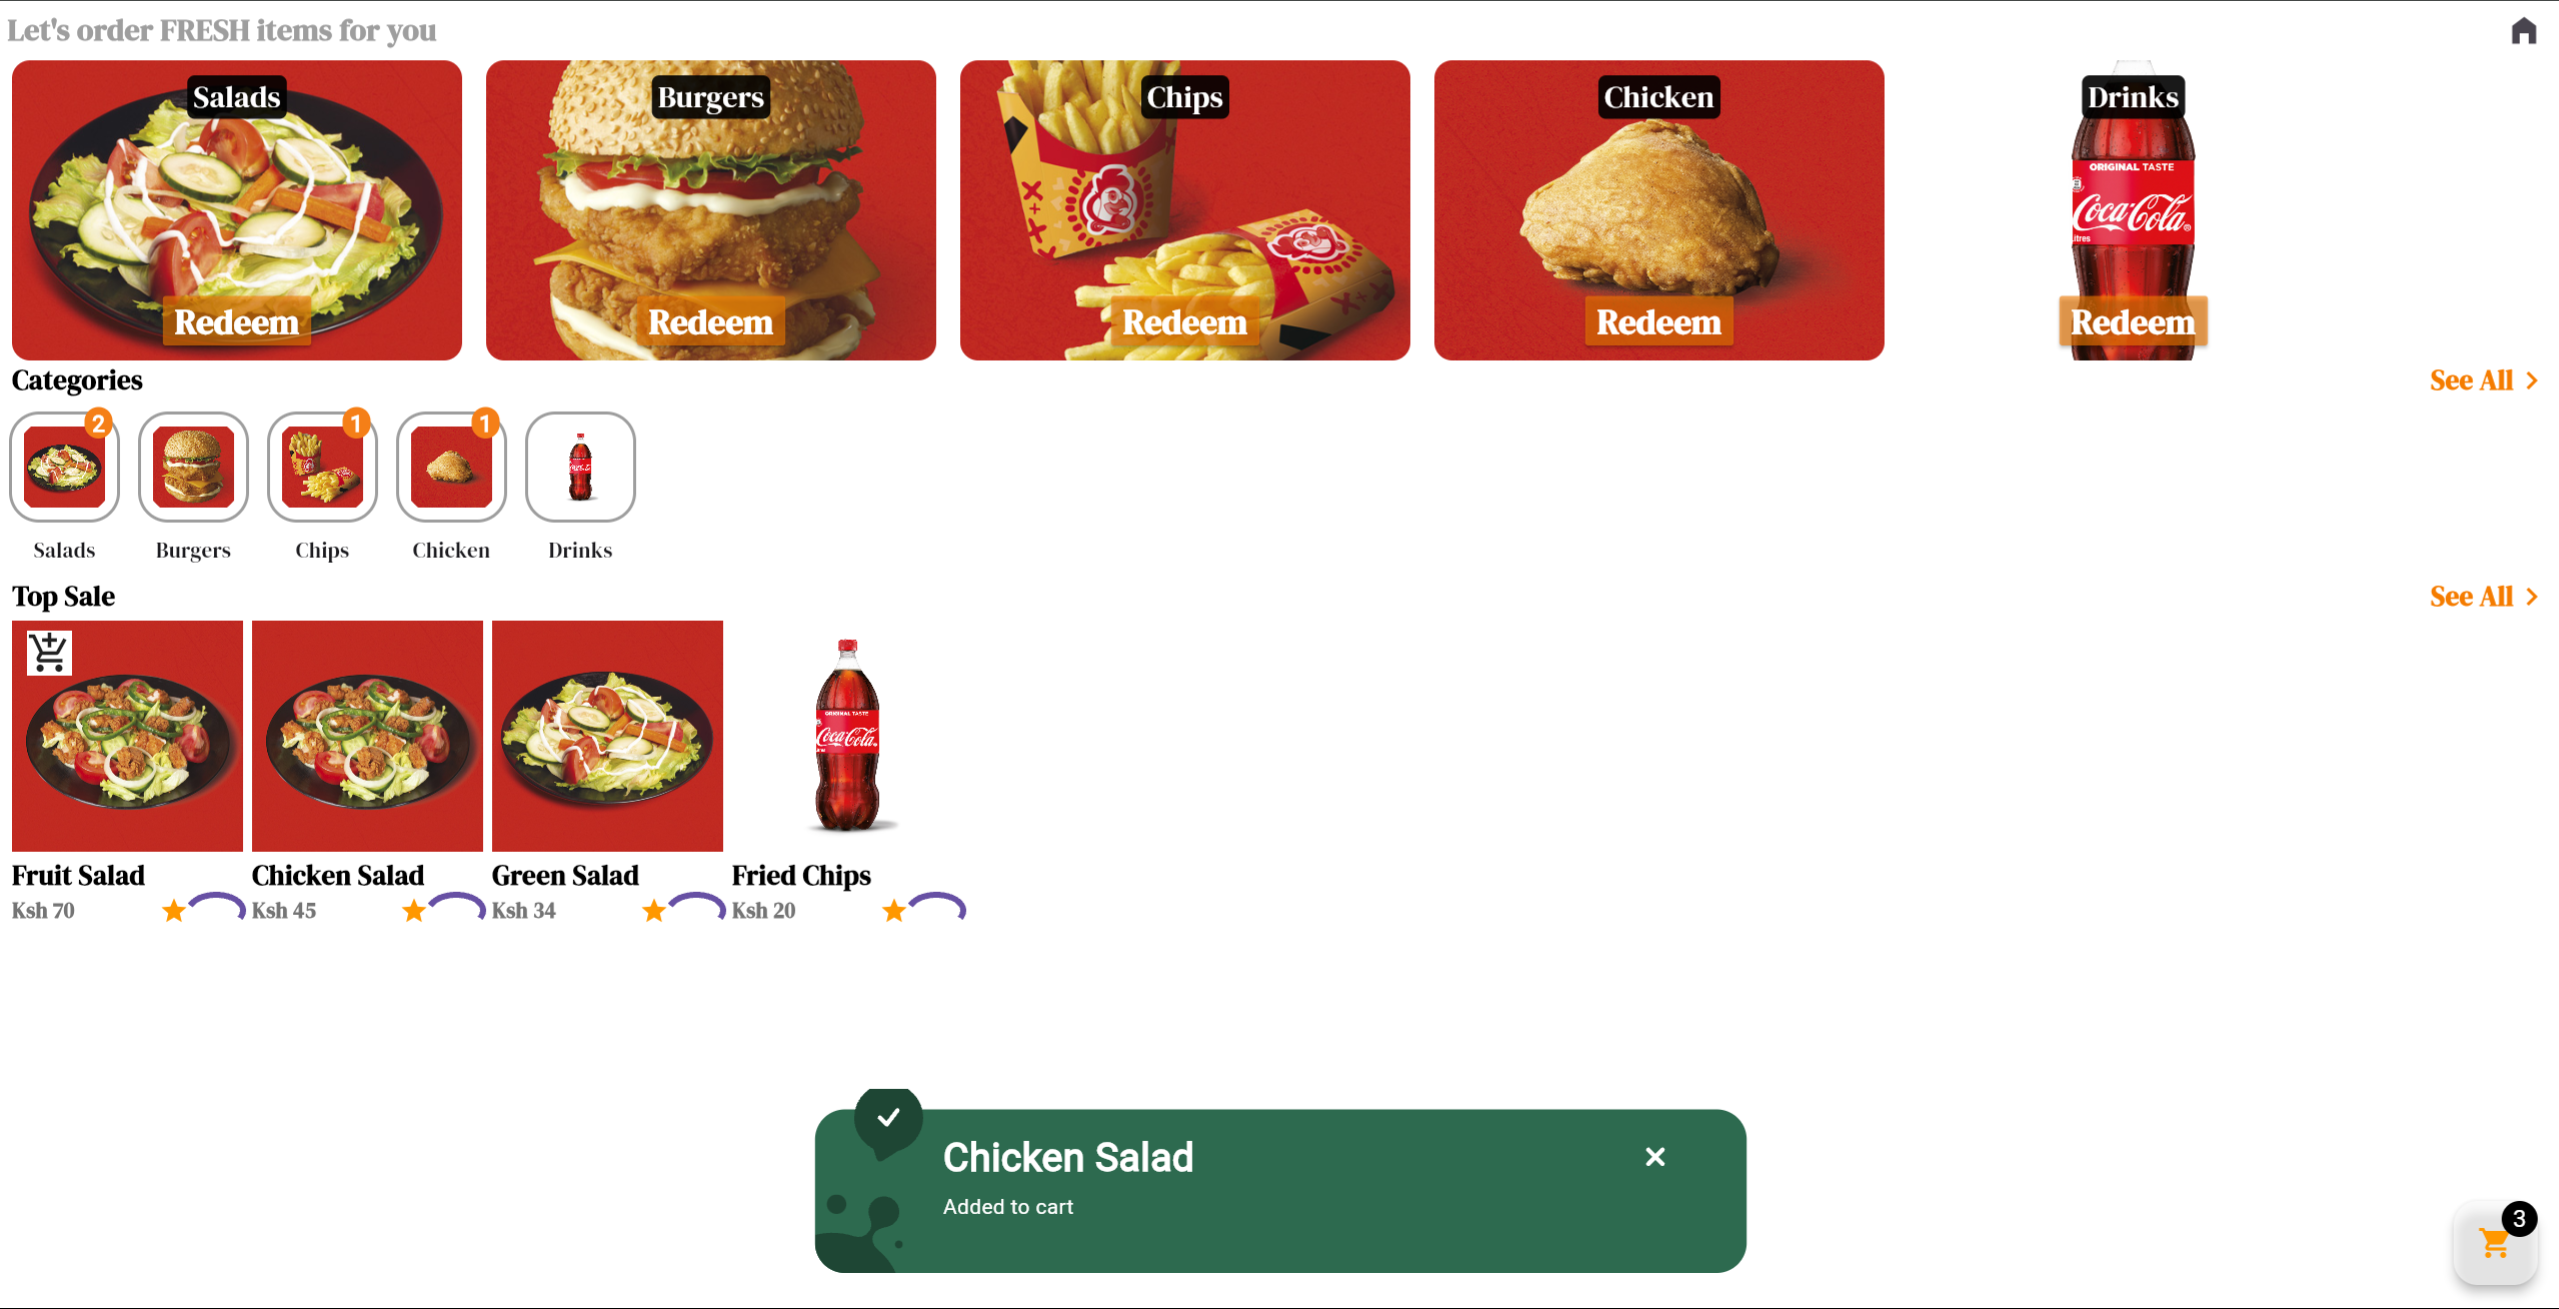 Let's order FRESH items for you
Salads
Burgers
Chips
Chicken
Drinks
ORIGINAL TASTE
Coca-Cola
litres
Redeem
Redeem
Redeem
Redeem
Redeem
Categories
See All
2
1
1
Salads
Burgers
Chips
Chicken
Drinks
Top Sale
See All
ORIGINAL TASTE
Coca-Cola
Fruit Salad
Chicken Salad
Green Salad
Fried Chips
Ksh 70
Ksh 45
Ksh 34
Ksh 20
Chicken Salad
Added to cart
3